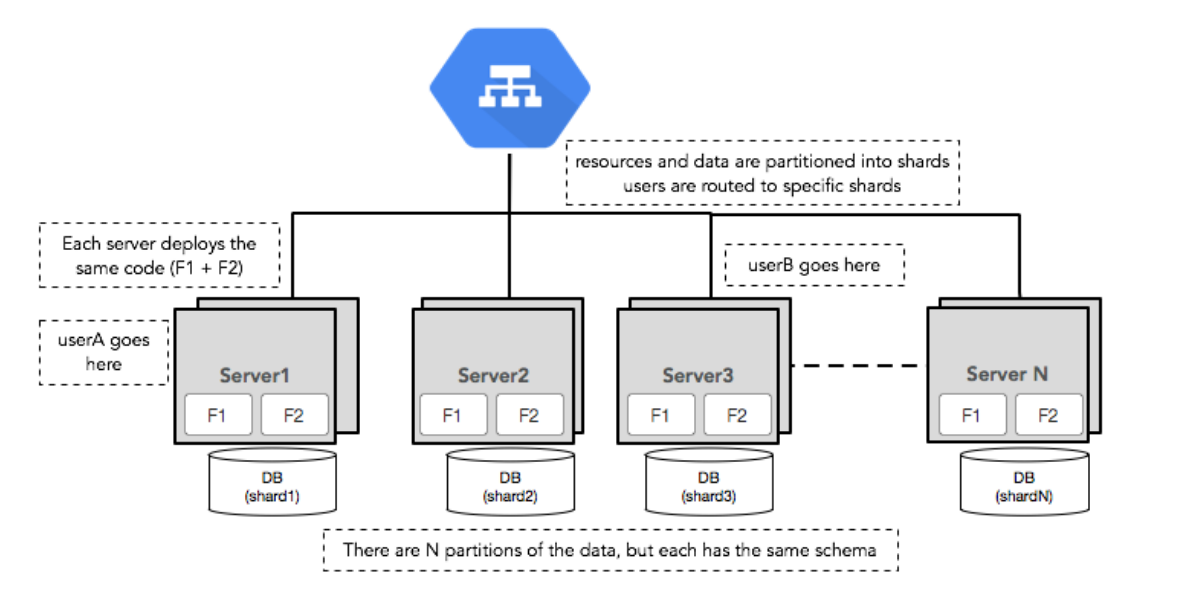 resources and data are partitioned into shards
users are routed to specific shards
Each server deploys the
same code (F1 + F2)
userB goes here
userA goes
here
Server1
F1
F2
Server2
F1
F2
Server3
F1
F2
Server N
F1
F2
DB
(shard1)
DB
(shard2)
DB
(shard3)
DB
(shardN)
There are N partitions of the data, but each has the same schema